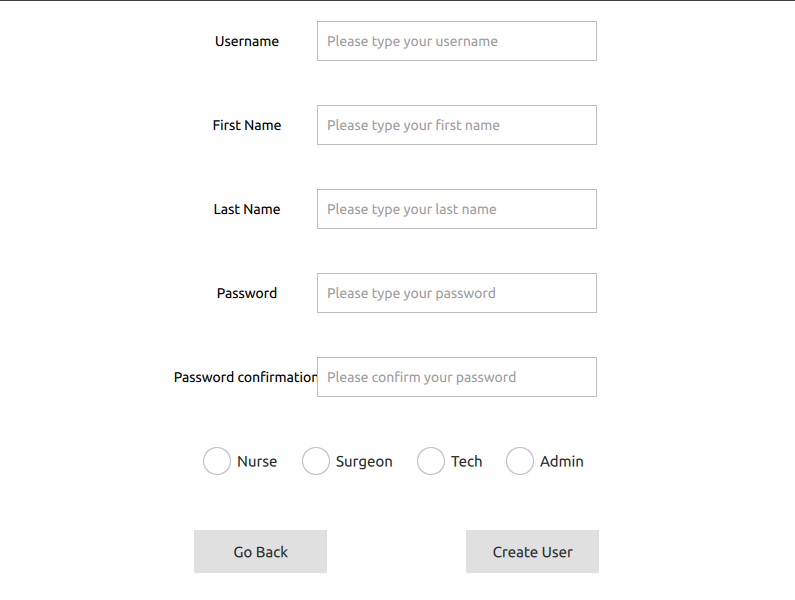 Username Please type your username
First Name Please type your first name
Last Name Please type your last name
Password Please type your password
Password confirmation Please confirm your password
Nurse Surgeon Tech Admin
Go Back Create User